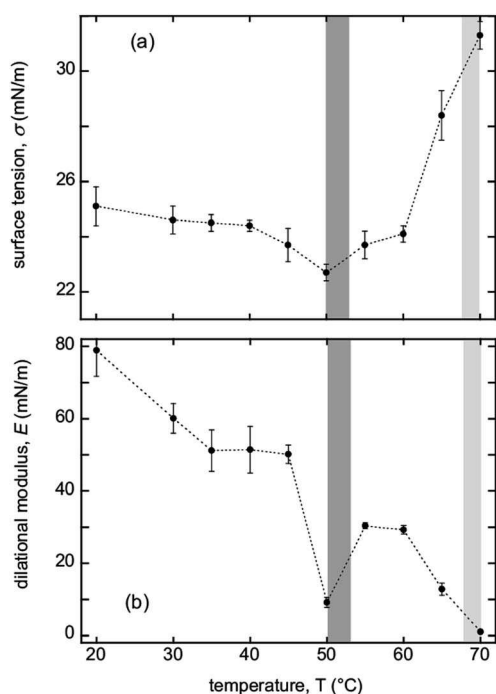 (a)
30
26
22
surface tension, σ (mN/m)
80
60
40
20
0
dilational modulus, E (mN/m)
(b)
20 30 40 50 60 70
temperature, T (°C)